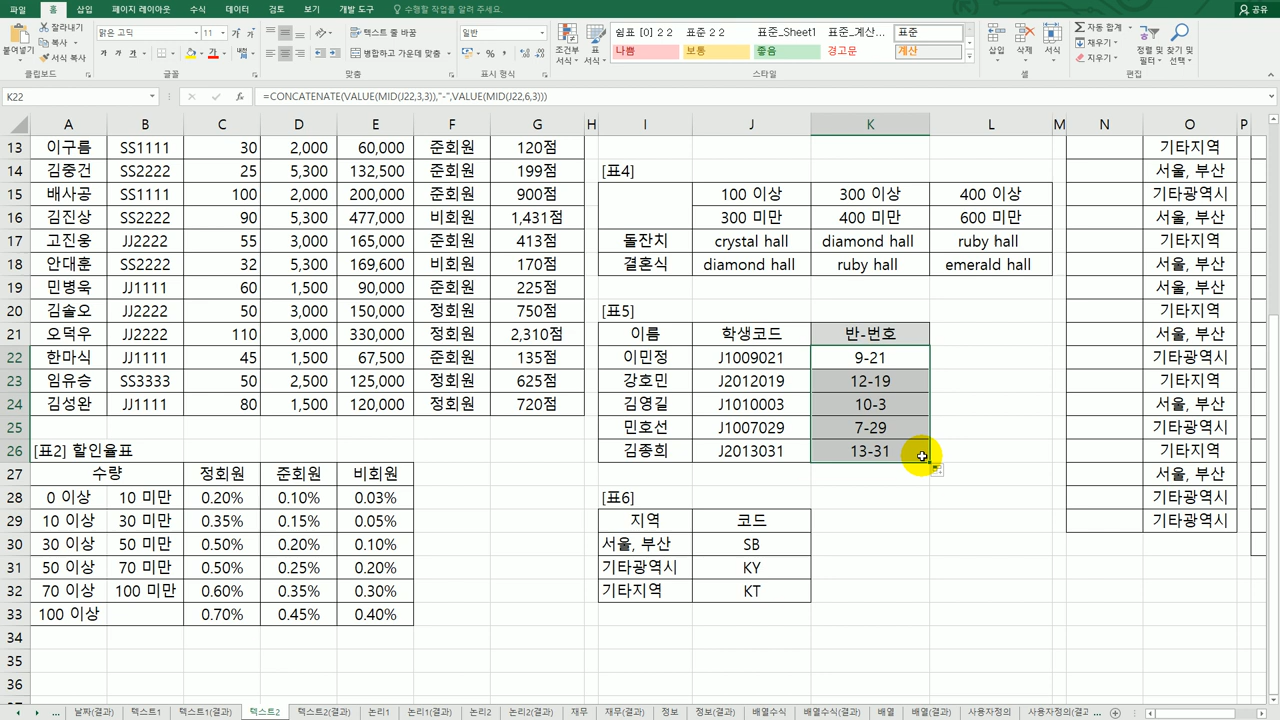 파일 홈 삽입 페이지 레이아웃 수식 데이터 검토 보기 개발 도구 수행할 작업을 알려 주세요. 공유
붙여넣기 잘라내기 복사 서식 복사 클립보드
맑은 고딕 11 가 가 가 가 가 글꼴
텍스트 줄 바꿈 병합하고 가운데 맞춤 맞춤
일반 % 표시 형식
조건부 서식 표 서식 쉼표 [0] 2 2 표준 2 2 표준_Sheet1 표준_계산... 표준
나쁨 보통 좋음 경고문 계산 스타일
삽입 삭제 서식 셀
자동 합계 채우기 지우기 정렬 및 필터 찾기 및 선택 편집
K22 fx =CONCATENATE(VALUE(MID(J22,3,3)),"-",VALUE(MID(J22,6,3)))
A B C D E F G H I J K L M N O P
13 이구름 SS1111 30 2,000 60,000 준회원 120점 기타지역
14 김중건 SS2222 25 5,300 132,500 준회원 199점 [표4] 서울, 부산
15 배사공 SS1111 100 2,000 200,000 준회원 900점 100 이상 300 이상 400 이상 기타광역시
16 김진상 SS2222 90 5,300 477,000 비회원 1,431점 300 미만 400 미만 600 미만 서울, 부산
17 고진웅 JJ2222 55 3,000 165,000 준회원 413점 돌잔치 crystal hall diamond hall ruby hall 기타지역
18 안대훈 SS2222 32 5,300 169,600 비회원 170점 결혼식 diamond hall ruby hall emerald hall 서울, 부산
19 민병욱 JJ1111 60 1,500 90,000 준회원 225점 서울, 부산
20 김솔오 JJ2222 50 3,000 150,000 정회원 750점 [표5] 기타지역
21 오덕우 JJ2222 110 3,000 330,000 정회원 2,310점 이름 학생코드 반-번호 서울, 부산
22 한마식 JJ1111 45 1,500 67,500 준회원 135점 이민정 J1009021 9-21 기타광역시
23 임유승 SS3333 50 2,500 125,000 정회원 625점 강호민 J2012019 12-19 기타지역
24 김성완 JJ1111 80 1,500 120,000 정회원 720점 김영길 J1010003 10-3 서울, 부산
25 민호선 J1007029 7-29 기타광역시
26 [표2] 할인율표 김종희 J2013031 13-31 기타지역
27 수량 정회원 준회원 비회원 서울, 부산
28 0 이상 10 미만 0.20% 0.10% 0.03% [표6] 기타광역시
29 10 이상 30 미만 0.35% 0.15% 0.05% 지역 코드 기타광역시
30 30 이상 50 미만 0.50% 0.20% 0.10% 서울, 부산 SB
31 50 이상 70 미만 0.50% 0.25% 0.20% 기타광역시 KY
32 70 이상 100 미만 0.60% 0.35% 0.30% 기타지역 KT
33 100 이상 0.70% 0.45% 0.40%
34
35
36
... 날짜(결과) 텍스트1 텍스트1(결과) 텍스트2 텍스트2(결과) 논리1 논리1(결과) 논리2 논리2(결과) 재무 재무(결과) 정보 정보(결과) 배열수식 배열수식(결과) 배열 배열(결과) 사용자정의 ...